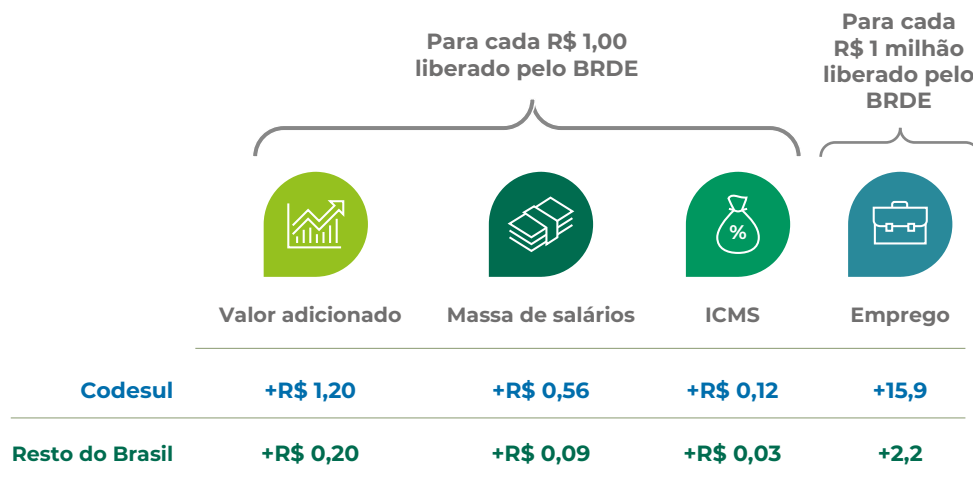 Para cada R$ 1,00
liberado pelo BRDE
Para cada
R$ 1 milhão
liberado pelo
BRDE
%
Valor adicionado
Massa de salários
ICMS
Emprego
Codesul +R$ 1,20 +R$ 0,56 +R$ 0,12 +15,9
Resto do Brasil +R$ 0,20 +R$ 0,09 +R$ 0,03 +2,2